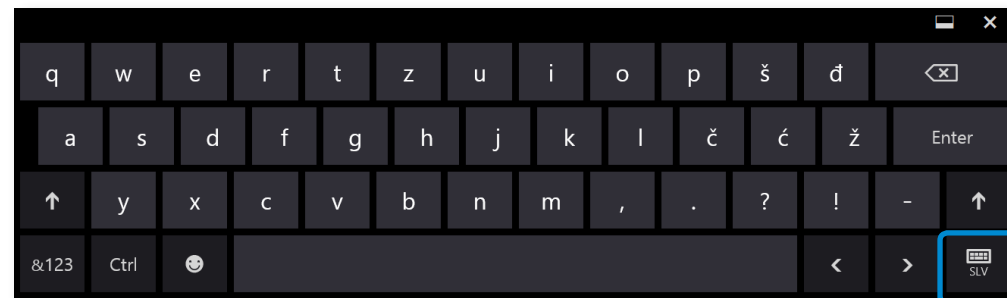 q w e r t z u i o p š đ
a s d f g h j k l č ć ž Enter
y x c v b n m , . ? ! -
&123 Ctrl < > SLV